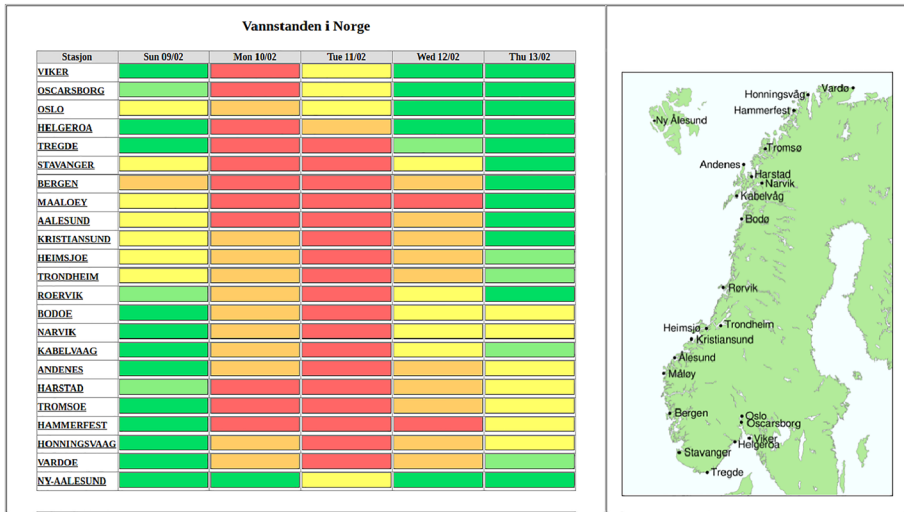 Vannstanden i Norge
Stasjon Sun 09/02 Mon 10/02 Tue 11/02 Wed 12/02 Thu 13/02
VIKER
OSCARSBORG
OSLO
HELGEROA
TREGDE
STAVANGER
BERGEN
MAALOEY
AALESUND
KRISTIANSUND
HEIMSJOE
TRONDHEIM
ROERVIK
BODOE
NARVIK
KABELVAAG
ANDENES
HARSTAD
TROMSOE
HAMMERFEST
HONNINGSVAAG
VARDOE
NY-AALESUND
Vardø
Honningsvåg
Hammerfest
Ny Ålesund
Tromsø
Andenes
Harstad
Narvik
Kabelvåg
Bodø
Rørvik
Trondheim
Heimsjø
Kristiansund
Ålesund
Måløy
Bergen
Oslo
Oscarsborg
Viker
Helgeroa
Stavanger
Tregde